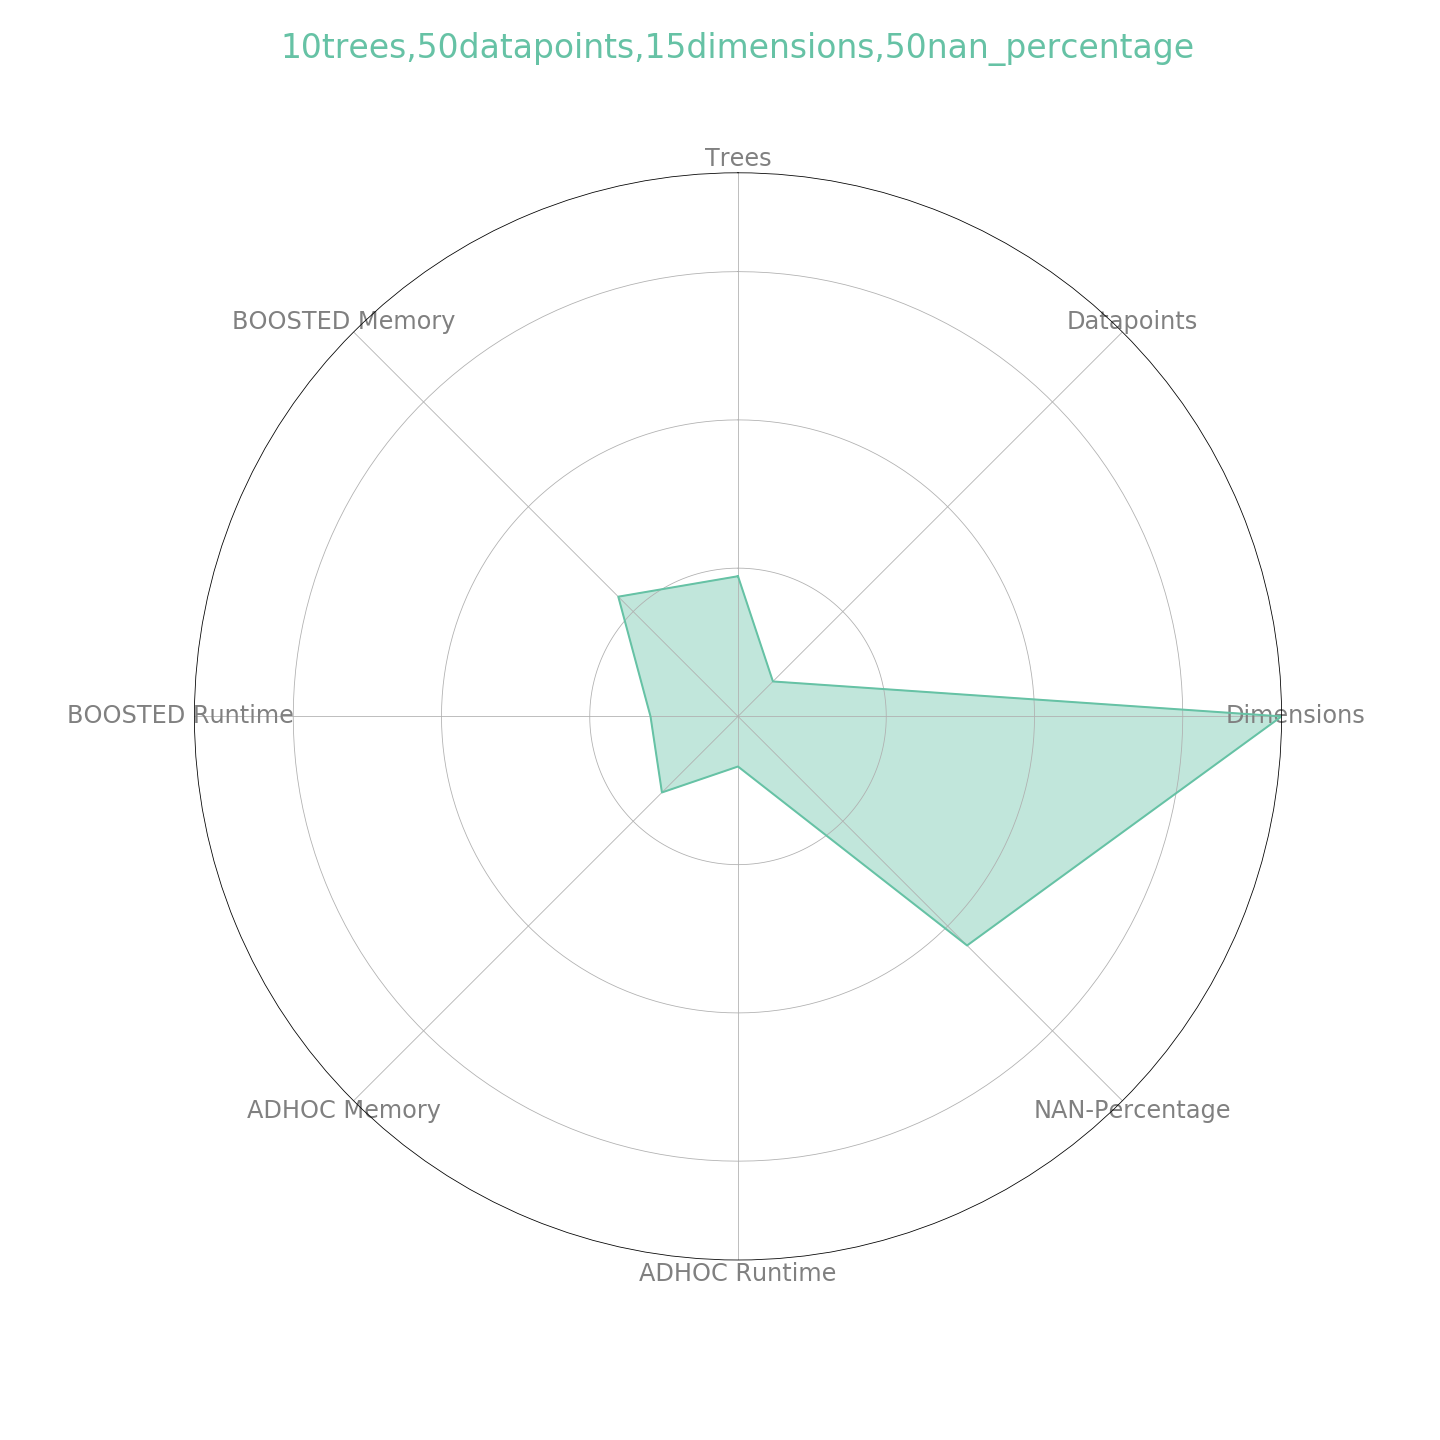 10trees,50datapoints,15dimensions,50nan_percentage
Trees
BOOSTED Memory
Datapoints
BOOSTED Runtime
Dimensions
ADHOC Memory
NAN-Percentage
ADHOC Runtime